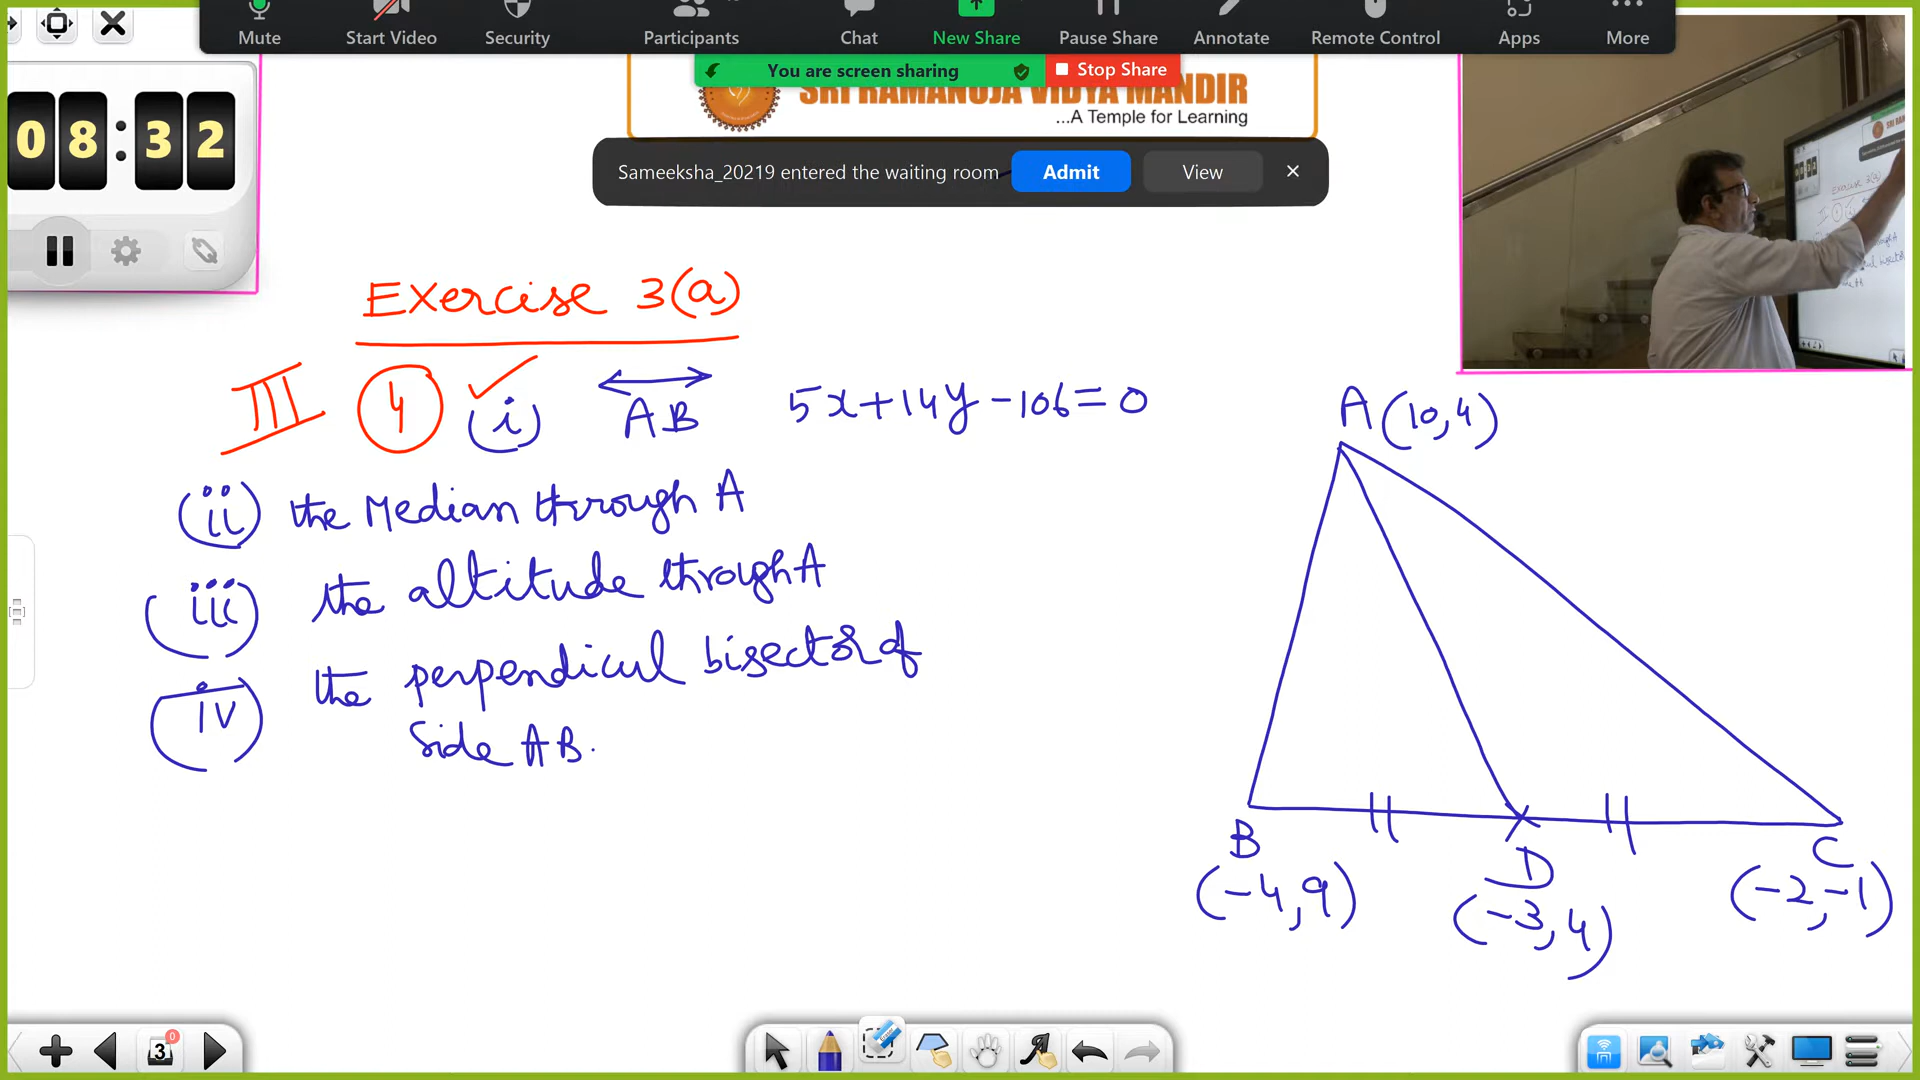 Mute
Start Video
Security
Participants
Chat
New Share
Pause Share
Annotate
Remote Control
Apps
More
You are screen sharing
Stop Share
SRI RAMANUJA VIDYA MANDIR
...A Temple for Learning
08:32
Sameeksha_20219 entered the waiting room
Admit
View
Exercise 3(a)
III 4 (i) AB 5x+14y-106=0
(ii) the Median through A
(iii) the altitude through A
(iv) the perpendicul bisector of
side AB.
A(10,4)
B
(-4,9)
D
(-3,4)
C
(-2,-1)
3
0